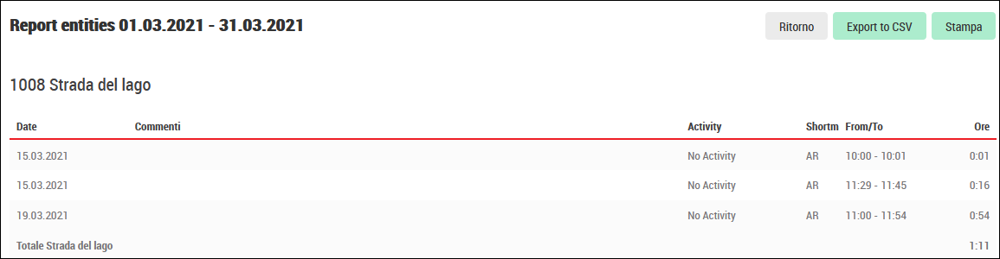 Report entities 01.03.2021 - 31.03.2021 Ritorno Export to CSV Stampa
1008 Strada del lago
Date Commenti Activity Shortm From/To Ore
15.03.2021 No Activity AR 10:00 - 10:01 0:01
15.03.2021 No Activity AR 11:29 - 11:45 0:16
19.03.2021 No Activity AR 11:00 - 11:54 0:54
Totale Strada del lago 1:11